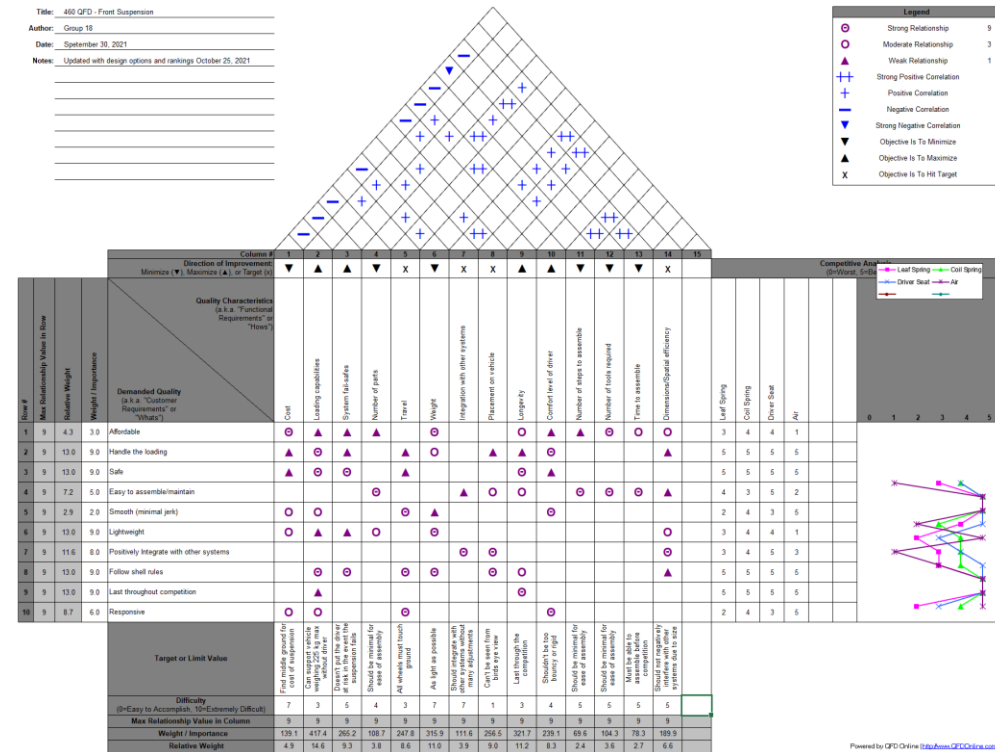 Title: 460 QFD - Front Suspension
Author: Group 18
Date: Spetember 30, 2021
Notes: Updated with design options and rankings October 25, 2021
Legend
Θ Strong Relationship 9
Ο Moderate Relationship 3
▲ Weak Relationship 1
++ Strong Positive Correlation
+ Positive Correlation
▬ Negative Correlation
▼ Strong Negative Correlation
▼ Objective Is To Minimize
▲ Objective Is To Maximize
X Objective Is To Hit Target
Column # 1 2 3 4 5 6 7 8 9 10 11 12 13 14 15
Direction of Improvement:
Minimize (▼), Maximize (▲), or Target (x)
▼ ▲ ▲ ▼ X ▼ X X ▲ ▲ ▼ ▼ ▼ X
Competitive
(0=Worst,
Leaf Spring
Coil Spring
Driver Seat
Air
Row #
Max Relationship Value in Row
Relative Weight
Weight / Importance
Quality Characteristics
(a.k.a. "Functional
Requirements" or
"Hows")
Demanded Quality
(a.k.a. "Customer
Requirements" or
"Whats")
Cost
Loading capabilities
System fail-safes
Number of parts
Travel
Weight
Integration with other systems
Placement on vehicle
Longevity
Comfort level of driver
Number of steps to assemble
Number of tools required
Time to assemble
Dimensions/Spatial efficiency
Leaf Spring
Coil Spring
Driver Seat
Air
0 1 2 3 4 5
1 9 4.3 3.0 Affordable Θ ▲ ▲ ▲ Θ Ο ▲ ▲ Θ Ο Ο 3 4 4 1
2 9 13.0 9.0 Handle the loading ▲ Θ ▲ ▲ Ο ▲ ▲ Θ ▲ 5 5 5 5
3 9 13.0 9.0 Safe ▲ Θ Θ ▲ Θ ▲ 5 5 5 5
4 9 7.2 5.0 Easy to assemble/maintain Θ ▲ Ο Ο Θ Θ Θ ▲ 4 3 5 2
5 9 2.9 2.0 Smooth (minimal jerk) Ο Ο Θ ▲ Θ 2 4 3 5
6 9 13.0 9.0 Lightweight Ο ▲ ▲ Ο Θ Ο 3 4 4 1
7 9 11.6 8.0 Positively Integrate with other systems Θ Θ Θ 3 4 5 3
8 9 13.0 9.0 Follow shell rules Θ Θ Θ Θ Θ Ο ▲ 5 5 5 5
9 9 13.0 9.0 Last throughout competition ▲ Θ 5 5 5 5
10 9 8.7 6.0 Responsive Ο Ο Θ Θ 2 4 3 5
Target or Limit Value
Find middle ground for
cost of suspension
Can support vehicle
weighing 225 kg max
without driver
Doesn't put the driver
at risk in the event the
suspension fails
Should be minimal for
ease of assembly
All wheels must touch
ground
As light as possible
Should integrate with
other systems without
many adjustments
Can't be seen from
birds eye view
Last through the
competition
Shouldn't be too
bouncy or rigid
Should be minimal for
ease of assembly
Should be minimal for
ease of assembly
Must be able to
assemble before
competition
Should not negatively
interfere with other
systems due to size
Difficulty
(0=Easy to Accomplish, 10=Extremely Difficult)
7 3 5 4 3 7 7 1 3 4 5 5 5 5
Max Relationship Value in Column 9 9 9 9 9 9 9 9 9 9 9 9 9 9
Weight / Importance 139.1 417.4 265.2 108.7 247.8 315.9 111.6 256.5 321.7 239.1 69.6 104.3 78.3 189.9
Relative Weight 4.9 14.6 9.3 3.8 8.6 11.0 3.9 9.0 11.2 8.3 2.4 3.6 2.7 6.6
Powered by QFD Online (http://www.QFDOnline.com)